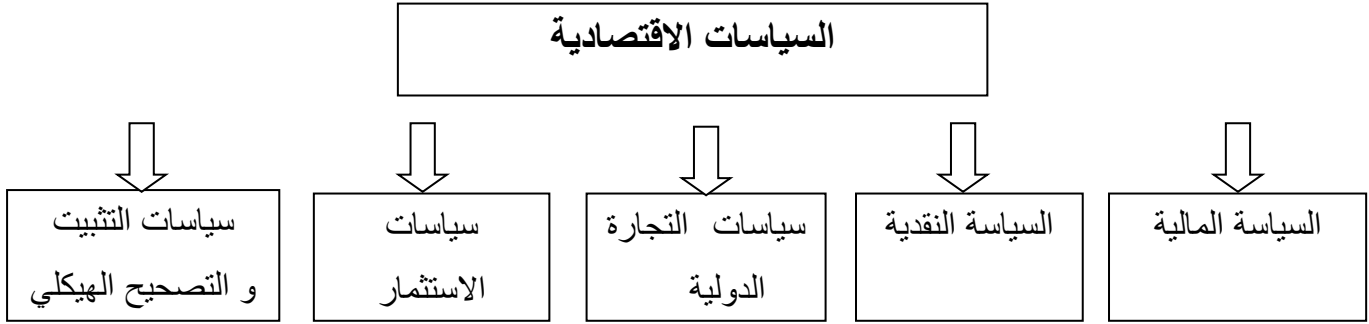 السياسات الاقتصادية
السياسة المالية
السياسة النقدية
سياسات التجارة
الدولية
سياسات
الاستثمار
سياسات التثبيت
و التصحيح الهيكلي